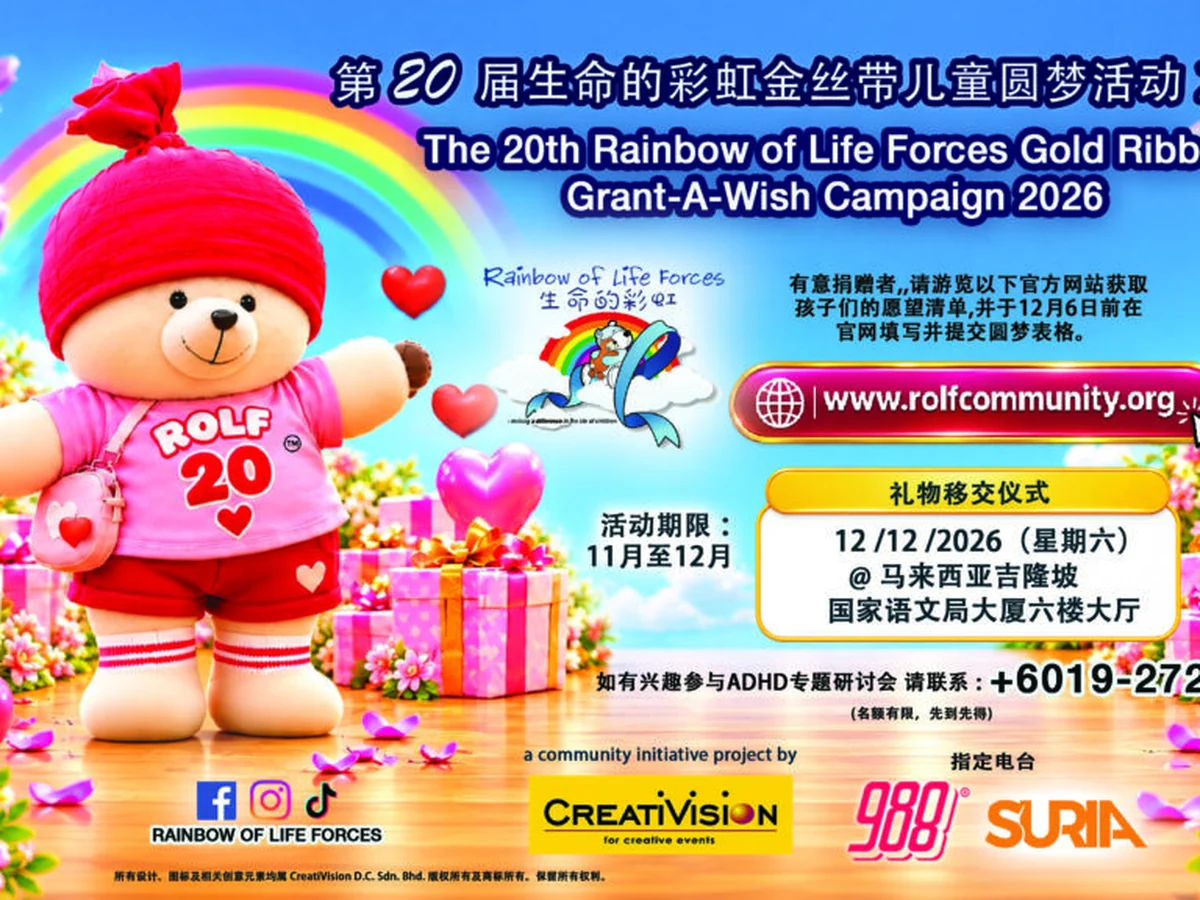 第 20 届生命的彩虹金丝带儿童圆梦活动
The 20th Rainbow of Life Forces Gold Ribb
Grant-A-Wish Campaign 2026
Rainbow of Life Forces
生命的彩虹
有意捐赠者,,请游览以下官方网站获取
孩子们的愿望清单,并于12月6日前在
官网填写并提交圆梦表格。
www.rolfcommunity.org
ROLF
TM
20
礼物移交仪式
12 /12 /2026（星期六）
@ 马来西亚吉隆坡
国家语文局大厦六楼大厅
活动期限：
11月至12月
如有兴趣参与ADHD专题研讨会 请联系：+6019-272
(名额有限，先到先得)
a community initiative project by
CREATIVISION
for creative events
指定电台
988®
SURIA
RAINBOW OF LIFE FORCES
所有设计、图标及相关创意元素均属 CreatiVision D.C. Sdn. Bhd. 版权所有及商标所有。保留所有权利。